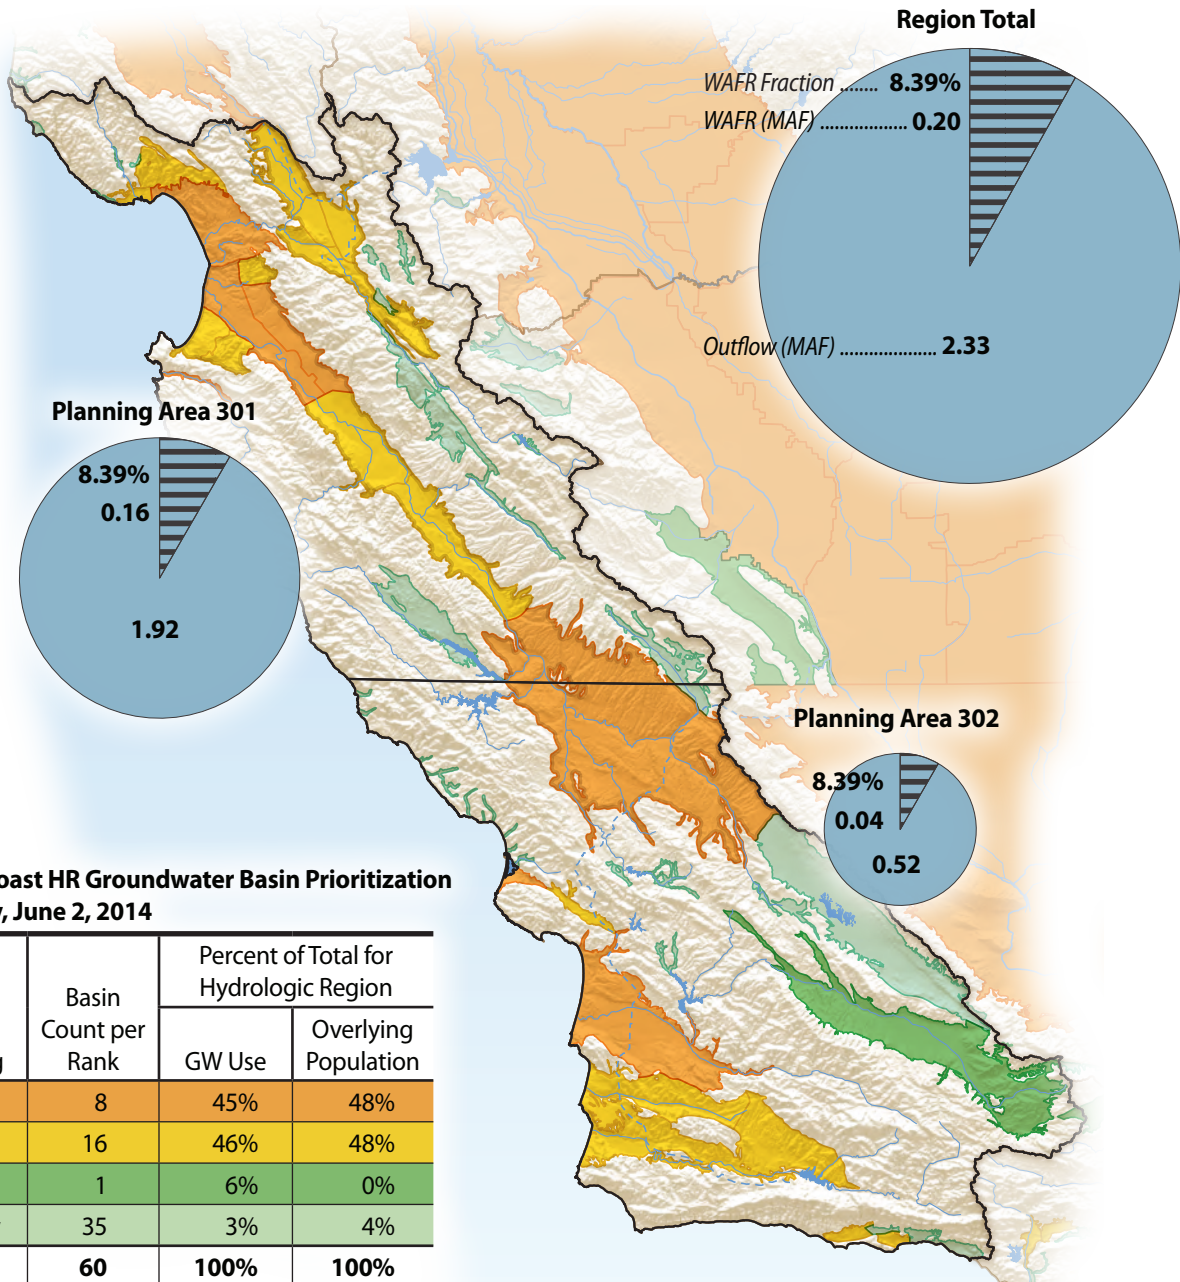 Region Total
WAFR Fraction ........ 8.39%
WAFR (MAF) .................. 0.20
Outflow (MAF) .................... 2.33
Planning Area 301
8.39%
0.16
1.92
Planning Area 302
8.39%
0.04
0.52
oast HR Groundwater Basin Prioritization
, June 2, 2014
Basin Count per Rank
Percent of Total for Hydrologic Region
GW Use
Overlying Population
8 45% 48%
16 46% 48%
1 6% 0%
35 3% 4%
60 100% 100%